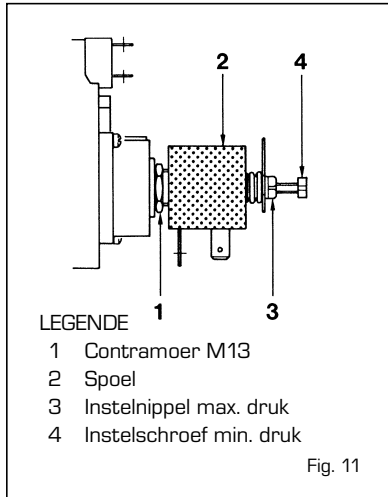 2
4
1
3
LEGENDE
1 Contramoer M13
2 Spoel
3 Instelnippel max. druk
4 Instelschroef min. druk
Fig. 11